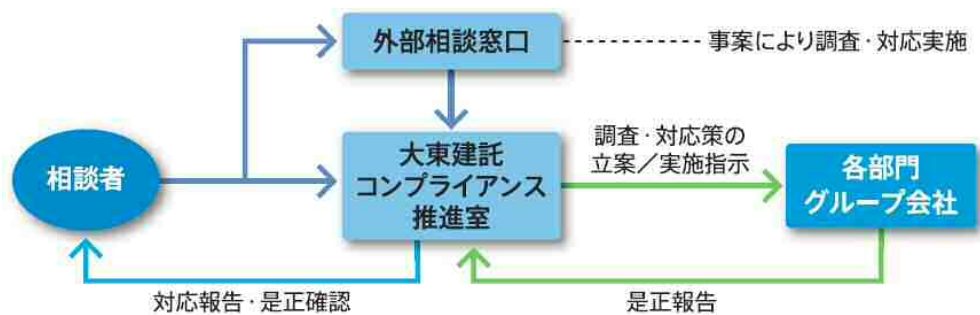 外部相談窓口
事案により調査・対応実施
相談者
大東建託
コンプライアンス
推進室
調査・対応策の
立案／実施指示
各部門
グループ会社
対応報告・是正確認
是正報告